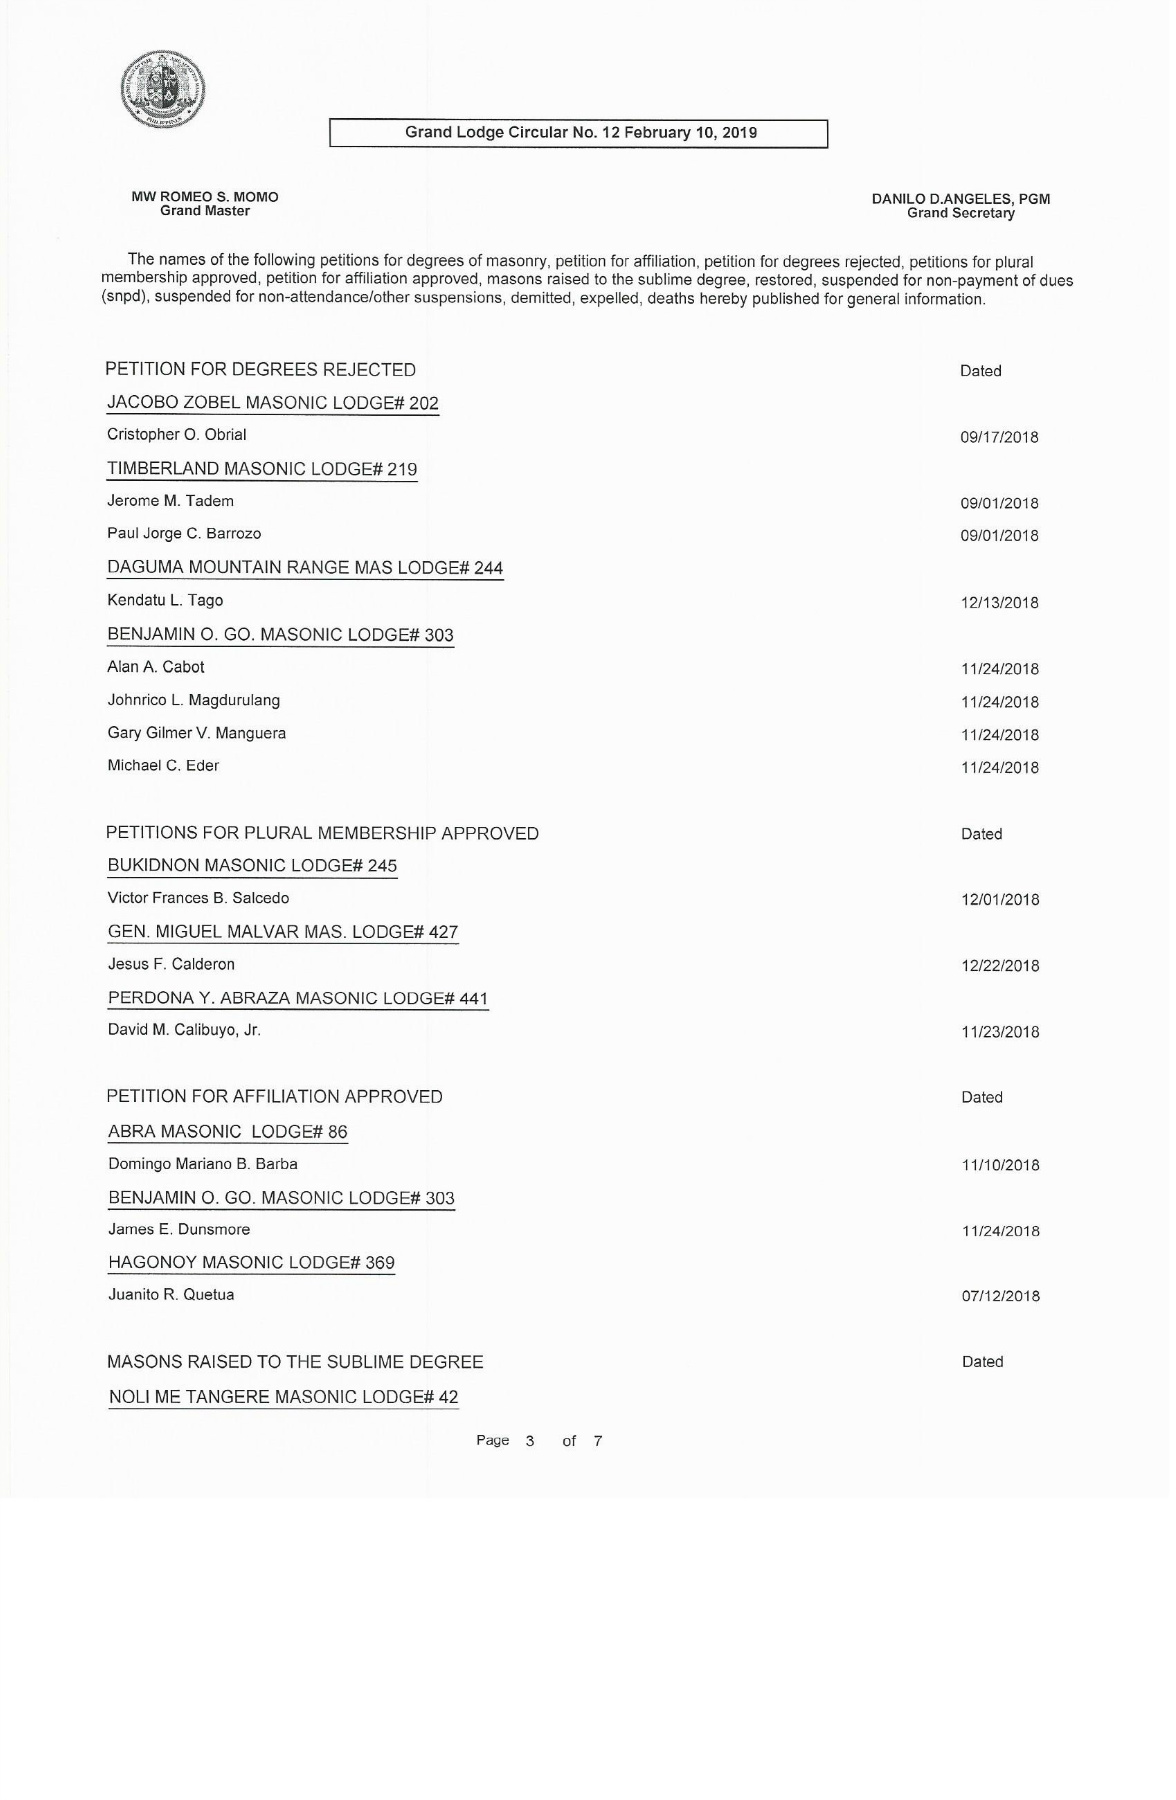 Grand Lodge Circular No. 12 February 10, 2019
MW ROMEO S. MOMO
Grand Master
DANILO D.ANGELES, PGM
Grand Secretary
The names of the following petitions for degrees of masonry, petition for affiliation, petition for degrees rejected, petitions for plural
membership approved, petition for affiliation approved, masons raised to the sublime degree, restored, suspended for non-payment of dues
(snpd), suspended for non-attendance/other suspensions, demitted, expelled, deaths hereby published for general information.
PETITION FOR DEGREES REJECTED Dated
JACOBO ZOBEL MASONIC LODGE# 202
Cristopher O. Obrial 09/17/2018
TIMBERLAND MASONIC LODGE# 219
Jerome M. Tadem 09/01/2018
Paul Jorge C. Barrozo 09/01/2018
DAGUMA MOUNTAIN RANGE MAS LODGE# 244
Kendatu L. Tago 12/13/2018
BENJAMIN O. GO. MASONIC LODGE# 303
Alan A. Cabot 11/24/2018
Johnrico L. Magdurulang 11/24/2018
Gary Gilmer V. Manguera 11/24/2018
Michael C. Eder 11/24/2018
PETITIONS FOR PLURAL MEMBERSHIP APPROVED Dated
BUKIDNON MASONIC LODGE# 245
Victor Frances B. Salcedo 12/01/2018
GEN. MIGUEL MALVAR MAS. LODGE# 427
Jesus F. Calderon 12/22/2018
PERDONA Y. ABRAZA MASONIC LODGE# 441
David M. Calibuyo, Jr. 11/23/2018
PETITION FOR AFFILIATION APPROVED Dated
ABRA MASONIC LODGE# 86
Domingo Mariano B. Barba 11/10/2018
BENJAMIN O. GO. MASONIC LODGE# 303
James E. Dunsmore 11/24/2018
HAGONOY MASONIC LODGE# 369
Juanito R. Quetua 07/12/2018
MASONS RAISED TO THE SUBLIME DEGREE Dated
NOLI ME TANGERE MASONIC LODGE# 42
Page 3 of 7